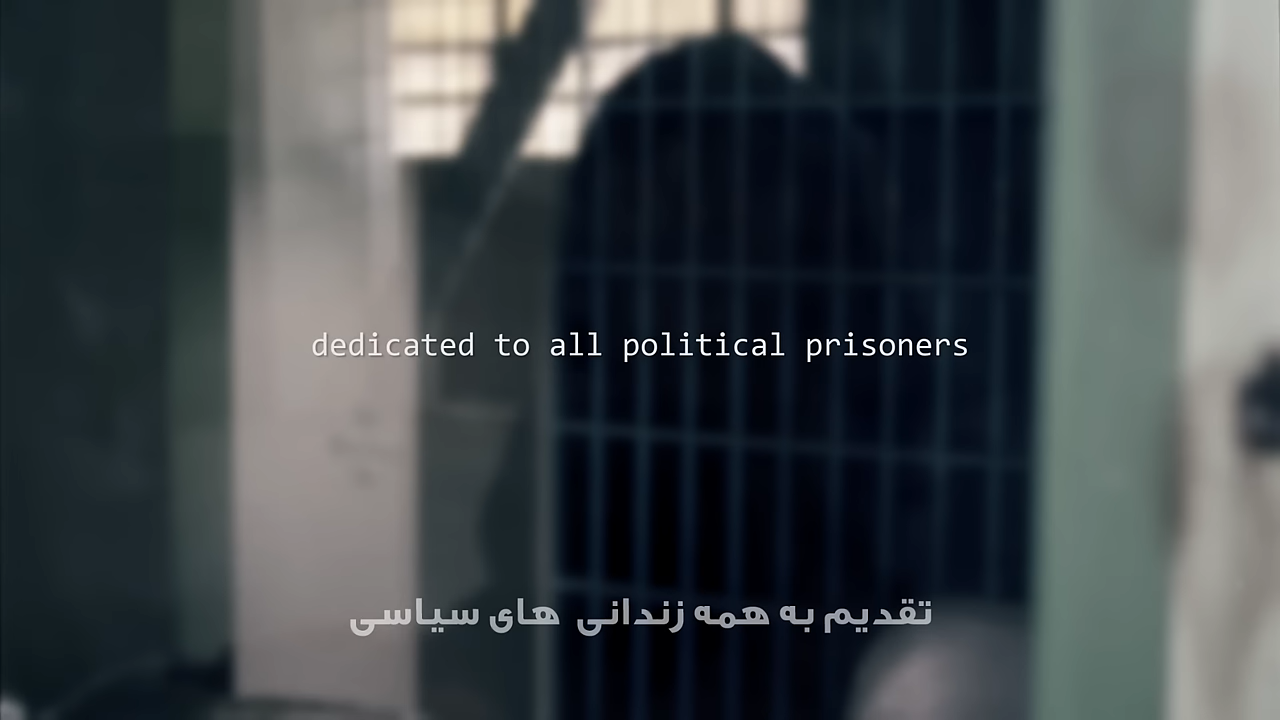 dedicated to all political prisoners
تقدیم به همه زندانی های سیاسی